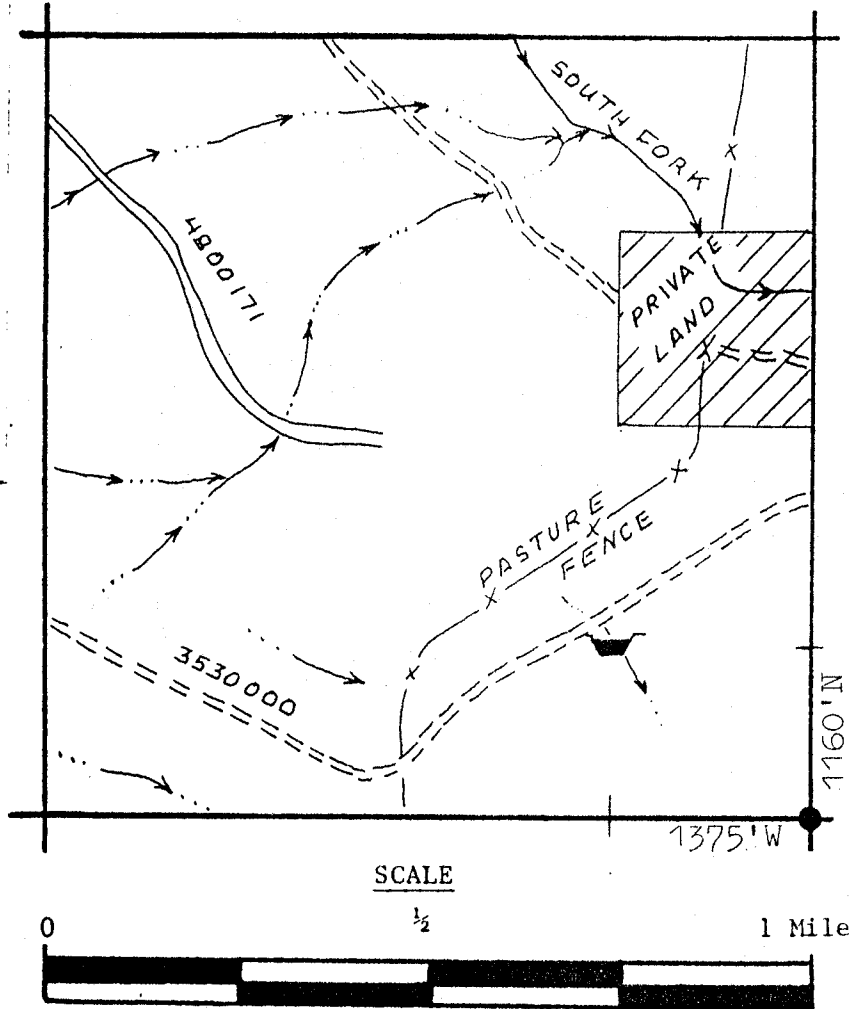 SOUTH FORK
4800171
PRIVATE
LAND
PASTURE
FENCE
3530000
1160'N
1375'W
SCALE
0 ½ 1 Mile